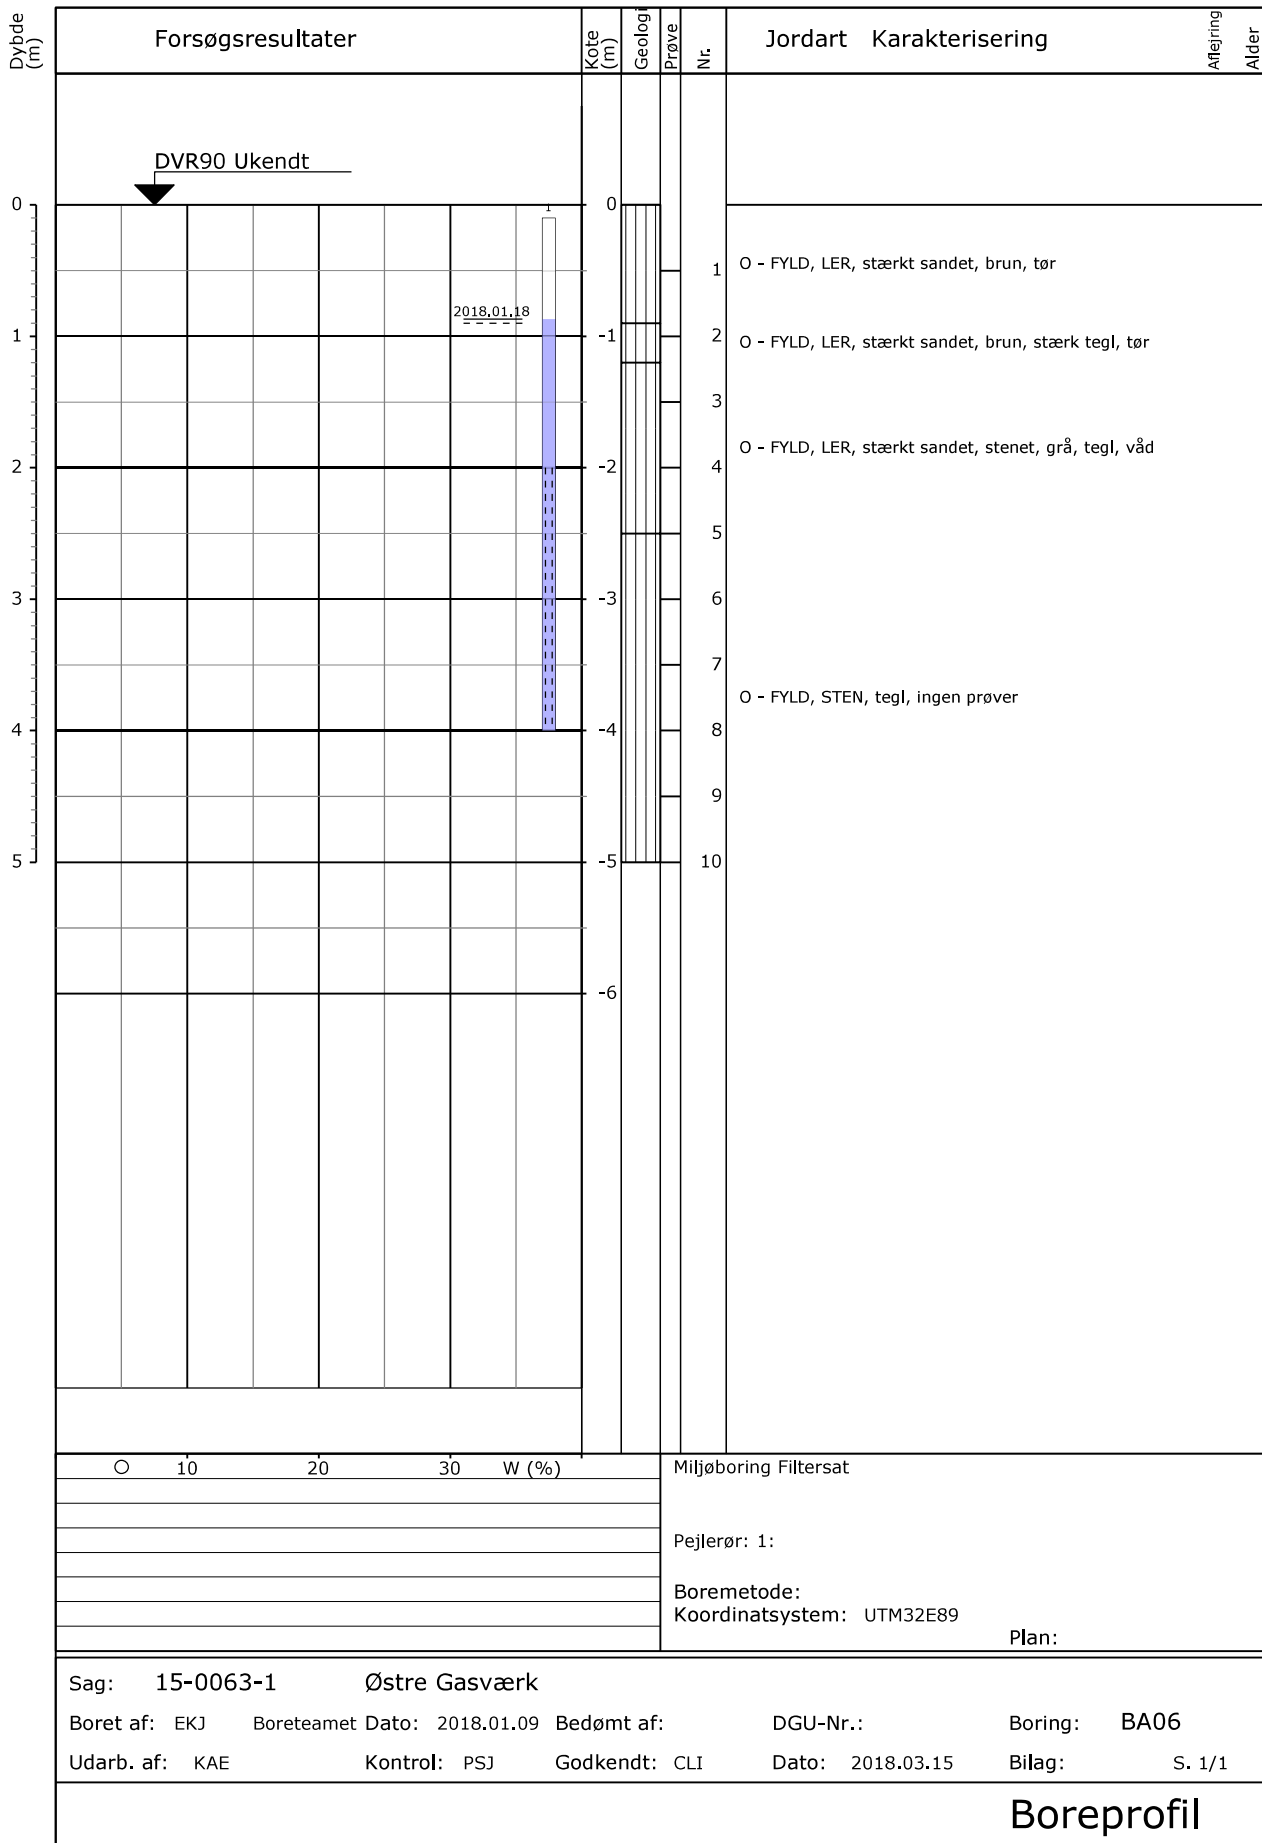 Dybde (m)
Forsøgsresultater
Kote (m)
Geologi
Prøve
Nr.
Jordart Karakterisering
Aflejring
Alder
DVR90 Ukendt
0 0
1
1 O - FYLD, LER, stærkt sandet, brun, tør
2018.01.18
1 -1 2 O - FYLD, LER, stærkt sandet, brun, stærk tegl, tør
3
O - FYLD, LER, stærkt sandet, stenet, grå, tegl, våd
2 -2 4
5
3 -3 6
7
O - FYLD, STEN, tegl, ingen prøver
4 -4 8
9
5 -5 10
-6
10 20 30 W (%)
Miljøboring Filtersat
Pejlerør: 1:
Boremetode:
Koordinatsystem: UTM32E89
Plan:
Sag: 15-0063-1 Østre Gasværk
Boret af: EKJ Boreteamet Dato: 2018.01.09 Bedømt af: DGU-Nr.: Boring: BA06
Udarb. af: KAE Kontrol: PSJ Godkendt: CLI Dato: 2018.03.15 Bilag: S. 1/1
Boreprofil